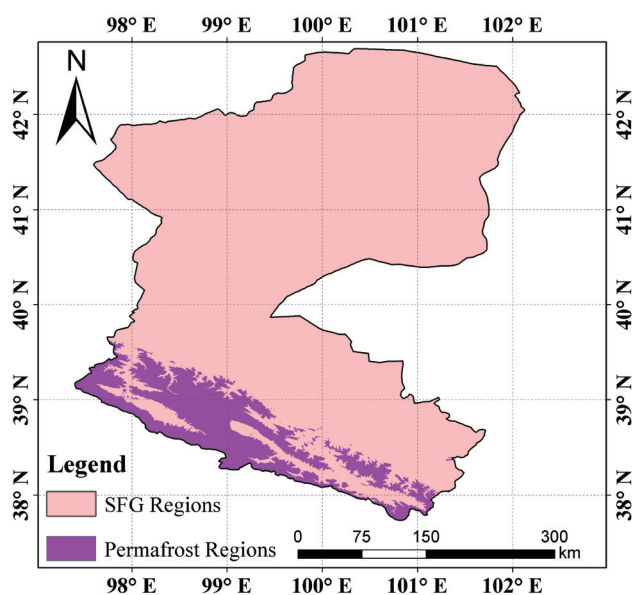 98° E 99° E 100° E 101° E 102° E
N
42° N 42° N
41° N 41° N
40° N 40° N
39° N 39° N
38° N 38° N
Legend
SFG Regions
Permafrost Regions
0 75 150 300
km
98° E 99° E 100° E 101° E 102° E